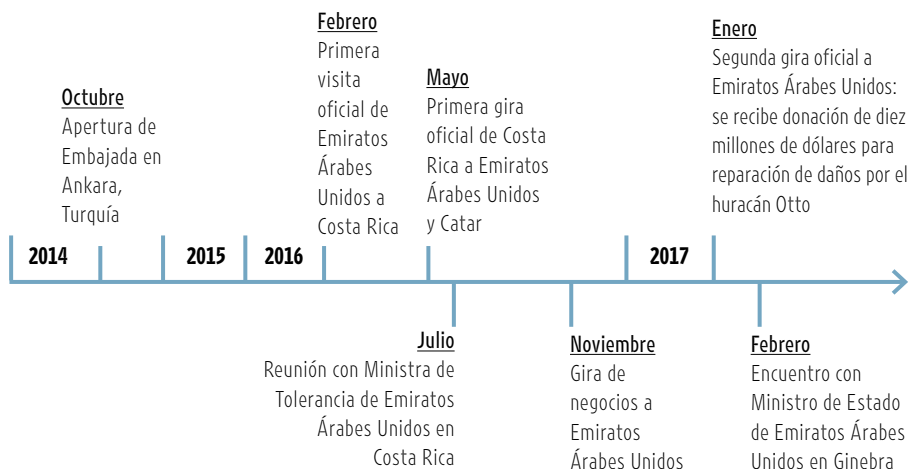 Octubre
Apertura de
Embajada en
Ankara,
Turquía
Febrero
Primera
visita
oficial de
Emiratos
Árabes
Unidos a
Costa Rica
Mayo
Primera gira
oficial de Costa
Rica a Emiratos
Árabes Unidos
y Catar
Enero
Segunda gira oficial a
Emiratos Árabes Unidos:
se recibe donación de diez
millones de dólares para
reparación de daños por el
huracán Otto
2014
2015
2016
2017
Julio
Reunión con Ministra de
Tolerancia de Emiratos
Árabes Unidos en
Costa Rica
Noviembre
Gira de
negocios a
Emiratos
Árabes Unidos
Febrero
Encuentro con
Ministro de Estado
de Emiratos Árabes
Unidos en Ginebra